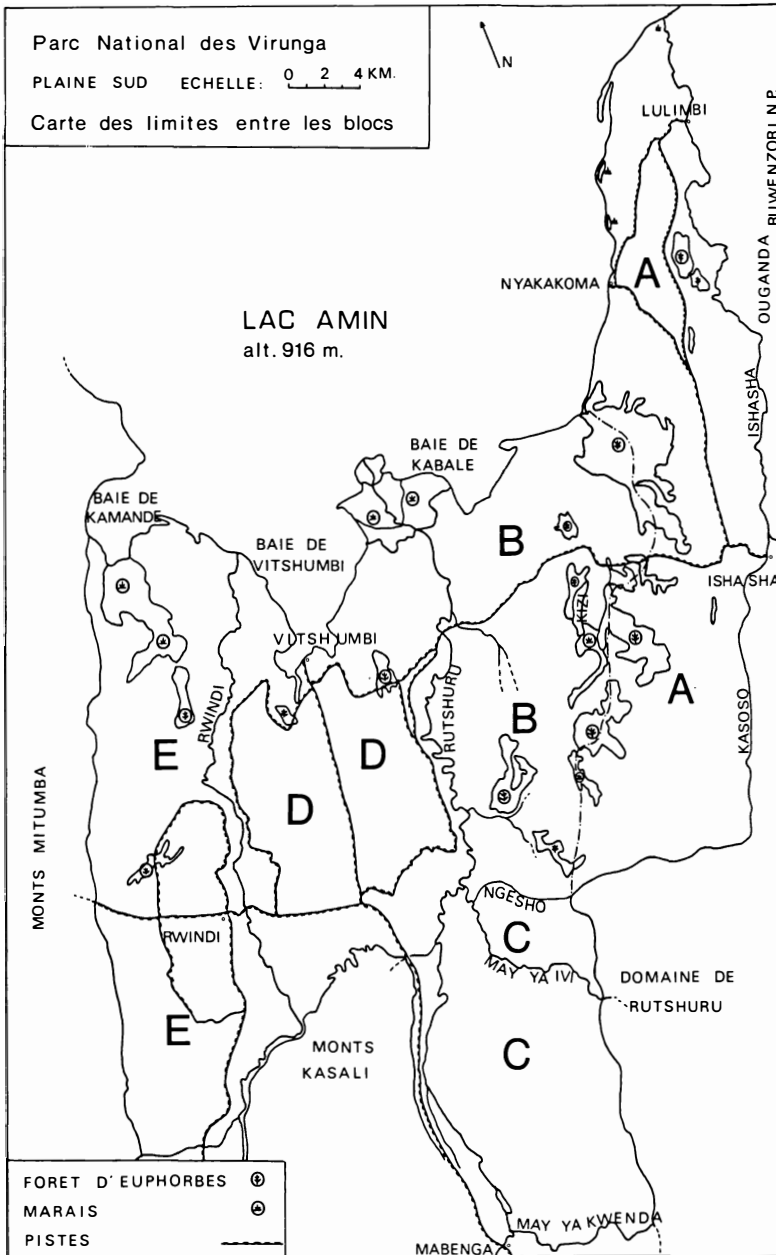 Parc National des Virunga
PLAINE SUD ECHELLE: 0 2 4 KM.
Carte des limites entre les blocs
N
LULIMBI
RUWENZORI N.P.
OUGANDA
A
NYAKAKOMA
LAC AMIN
alt. 916 m.
ISHASHA
BAIE DE
KABALE
BAIE DE
KAMANDE
B
BAIE DE
VITSHUMBI
ISHASHA
KIZI
VITSHUMBI
A
RUTSHURU
B
RWINDI
KASOSO
E
D
D
MONTS MITUMBA
NGESHO
RWINDI
C
MAY YA IVI
DOMAINE DE
RUTSHURU
E
MONTS
KASALI
C
FORET D'EUPHORBES
MARAIS
PISTES
MAY YA KWENDA
MABENGA